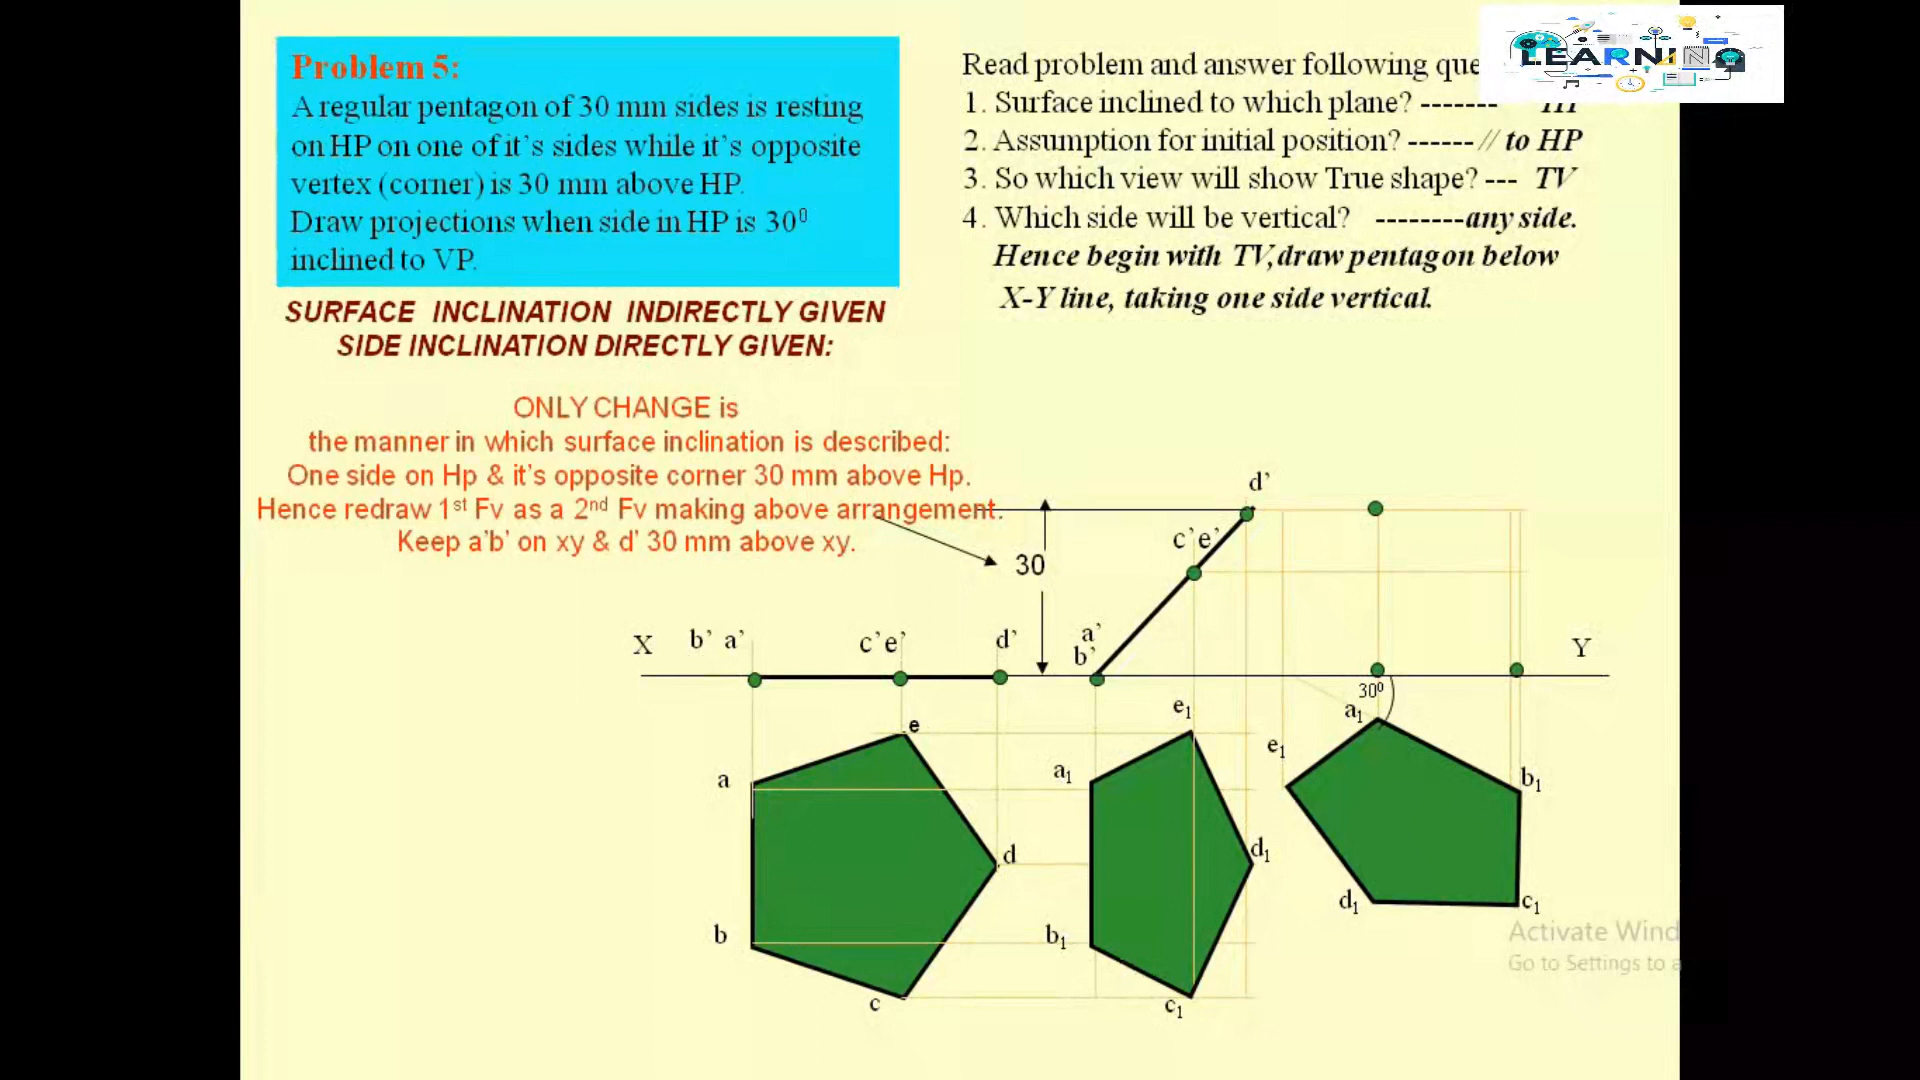 Problem 5:
A regular pentagon of 30 mm sides is resting
on HP on one of it's sides while it's opposite
vertex (corner) is 30 mm above HP.
Draw projections when side in HP is 30⁰
inclined to VP.
SURFACE INCLINATION INDIRECTLY GIVEN
SIDE INCLINATION DIRECTLY GIVEN:
ONLY CHANGE is
the manner in which surface inclination is described:
One side on Hp & it's opposite corner 30 mm above Hp.
Hence redraw 1st Fv as a 2nd Fv making above arrangement.
Keep a'b' on xy & d' 30 mm above xy.
LEARNING
Read problem and answer following
1. Surface inclined to which plane? -------
2. Assumption for initial position? ------// to HP
3. So which view will show True shape? --- TV
4. Which side will be vertical? --------any side.
Hence begin with TV,draw pentagon below
X-Y line, taking one side vertical.
d'
c'e'
30
X b' a' c'e' d' a' Y
b'
30⁰
e₁ a₁
e e₁
a a₁ b₁
d d₁
d₁ c₁
b b₁
c c₁
Activate Wind
Go to Settings to a